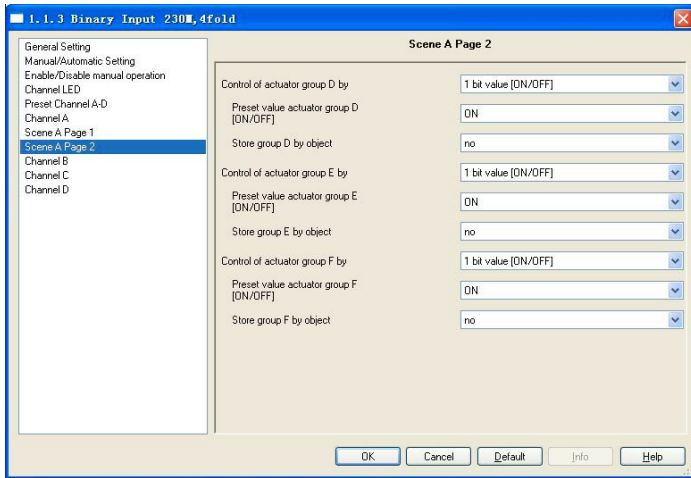 1.1.3 Binary Input 230M,4fold
General Setting
Manual/Automatic Setting
Enable/Disable manual operation
Channel LED
Preset Channel A-D
Channel A
Scene A Page 1
Scene A Page 2
Channel B
Channel C
Channel D
Scene A Page 2
Control of actuator group D by
1 bit value [ON/OFF]
Preset value actuator group D
[ON/OFF]
ON
Store group D by object
no
Control of actuator group E by
1 bit value [ON/OFF]
Preset value actuator group E
[ON/OFF]
ON
Store group E by object
no
Control of actuator group F by
1 bit value [ON/OFF]
Preset value actuator group F
[ON/OFF]
ON
Store group F by object
no
OK
Cancel
Default
Info
Help